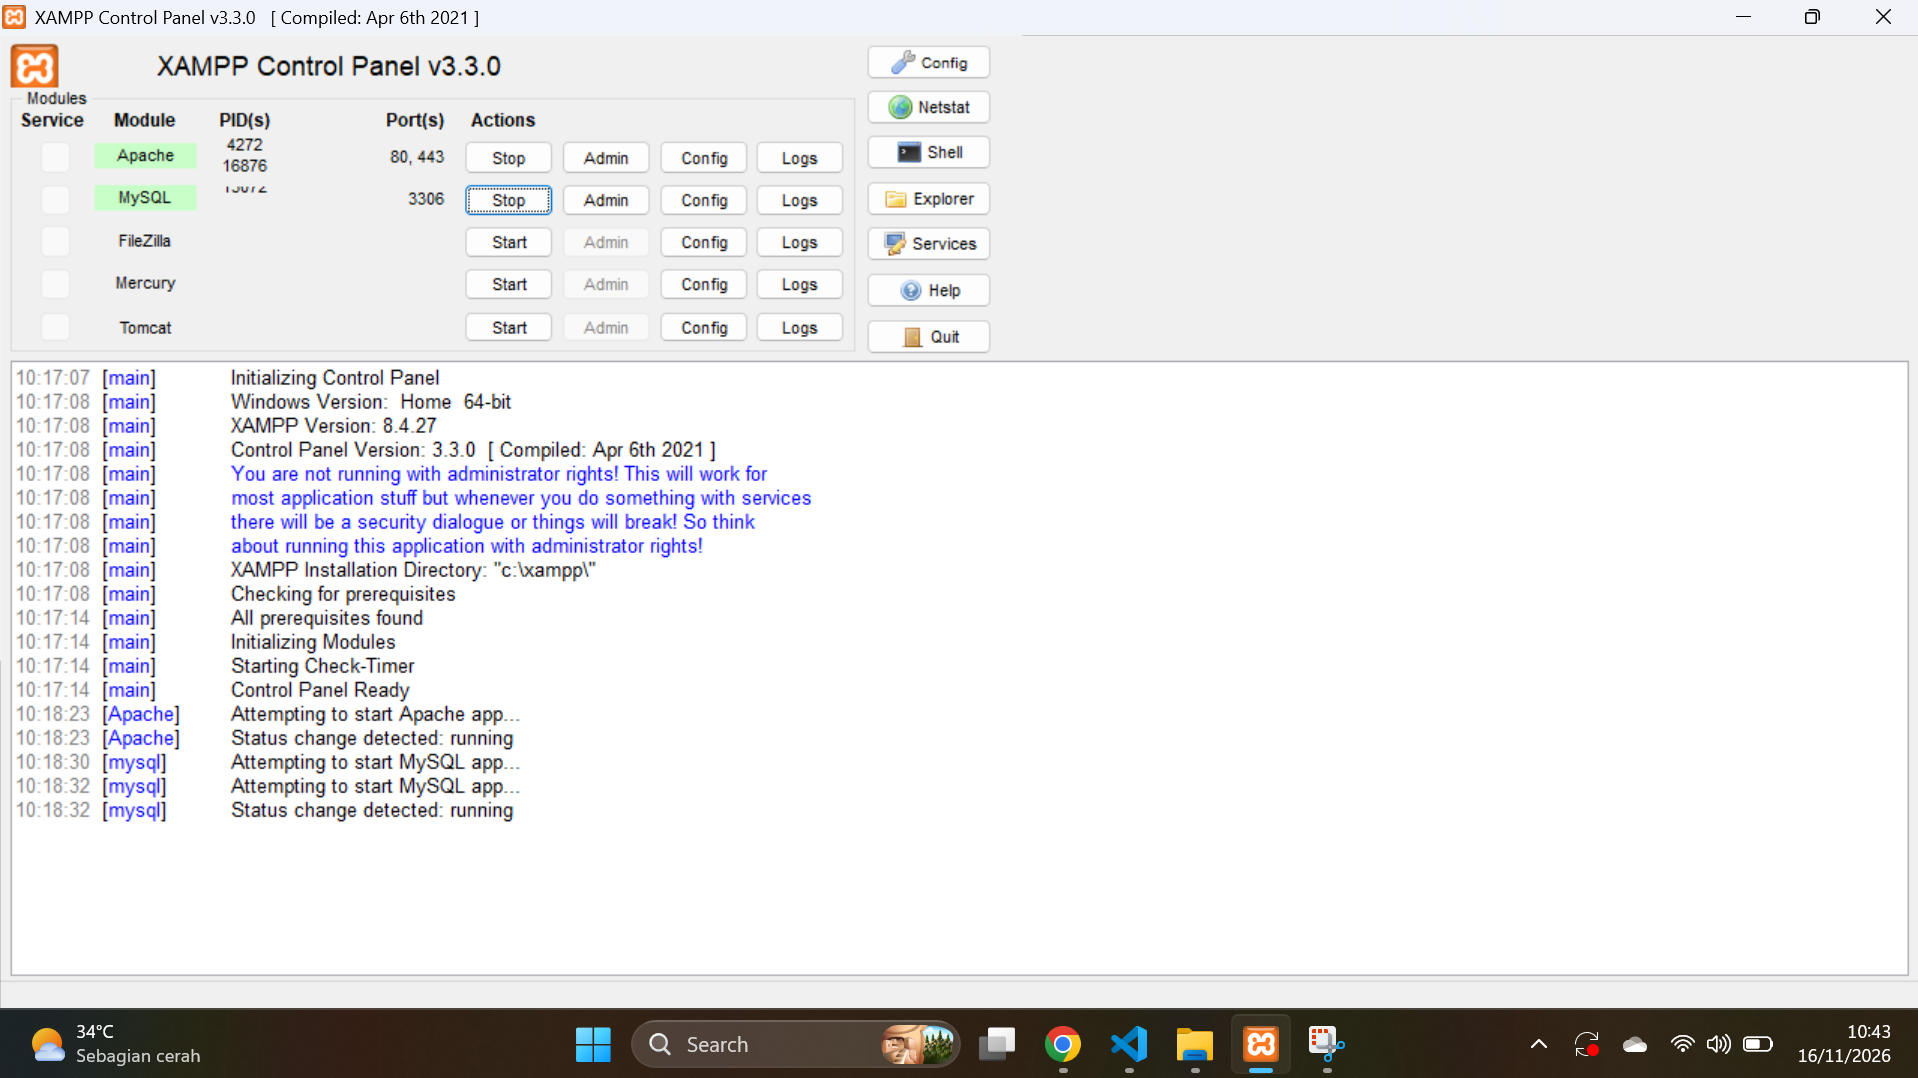 XAMPP Control Panel v3.3.0 [ Compiled: Apr 6th 2021 ]
XAMPP Control Panel v3.3.0
Modules
Service Module PID(s) Port(s) Actions
Apache 4272 16876 80, 443 Stop Admin Config Logs
MySQL 3306 Stop Admin Config Logs
FileZilla Start Admin Config Logs
Mercury Start Admin Config Logs
Tomcat Start Admin Config Logs
Config
Netstat
Shell
Explorer
Services
Help
Quit
10:17:07 [main] Initializing Control Panel
10:17:08 [main] Windows Version: Home 64-bit
10:17:08 [main] XAMPP Version: 8.4.27
10:17:08 [main] Control Panel Version: 3.3.0 [ Compiled: Apr 6th 2021 ]
10:17:08 [main] You are not running with administrator rights! This will work for
10:17:08 [main] most application stuff but whenever you do something with services
10:17:08 [main] there will be a security dialogue or things will break! So think
10:17:08 [main] about running this application with administrator rights!
10:17:08 [main] XAMPP Installation Directory: "c:\xampp\"
10:17:08 [main] Checking for prerequisites
10:17:14 [main] All prerequisites found
10:17:14 [main] Initializing Modules
10:17:14 [main] Starting Check-Timer
10:17:14 [main] Control Panel Ready
10:18:23 [Apache] Attempting to start Apache app...
10:18:23 [Apache] Status change detected: running
10:18:30 [mysql] Attempting to start MySQL app...
10:18:32 [mysql] Attempting to start MySQL app...
10:18:32 [mysql] Status change detected: running
34°C
Sebagian cerah
Search
10:43
16/11/2026